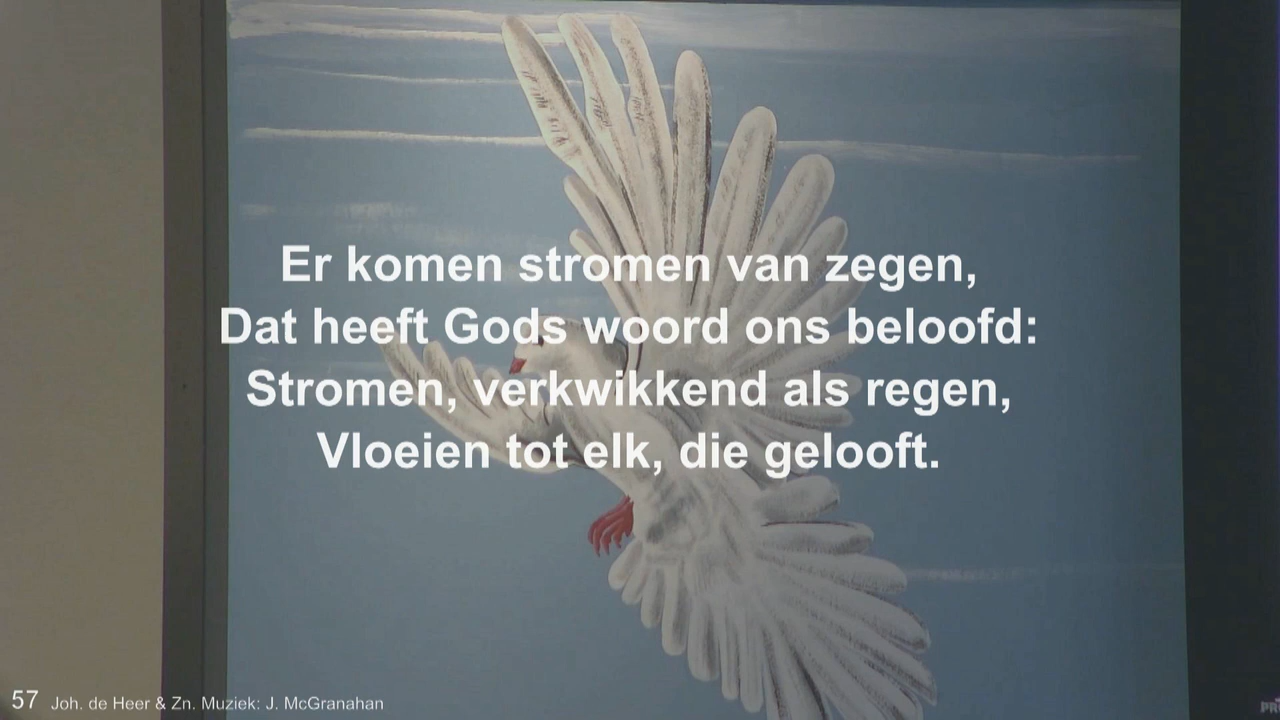 Er komen stromen van zegen,
Dat heeft Gods woord ons beloofd:
Stromen, verkwikkend als regen,
Vloeien tot elk, die gelooft.
57 Joh. de Heer & Zn. Muziek: J. McGranahan